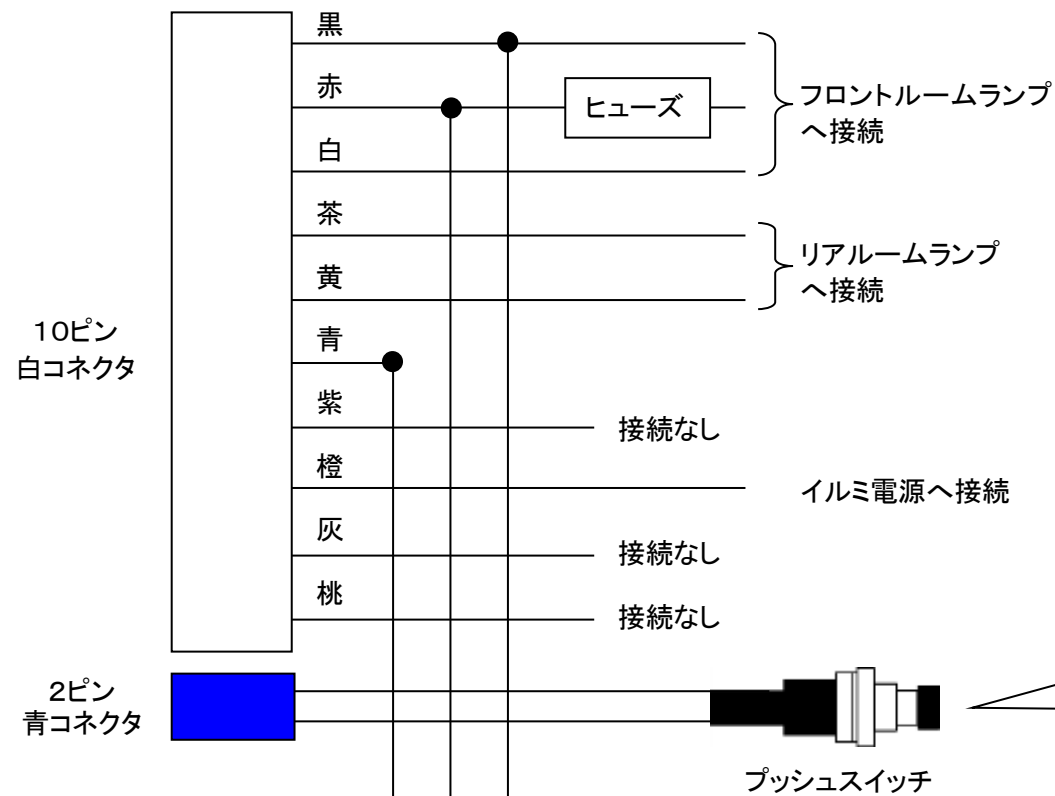 黒
赤
ヒューズ
フロントルームランプ
へ接続
白
茶
リアルームランプ
へ接続
黄
10ピン
白コネクタ
青
紫
接続なし
橙
イルミ電源へ接続
灰
接続なし
桃
接続なし
2ピン
青コネクタ
プッシュスイッチ